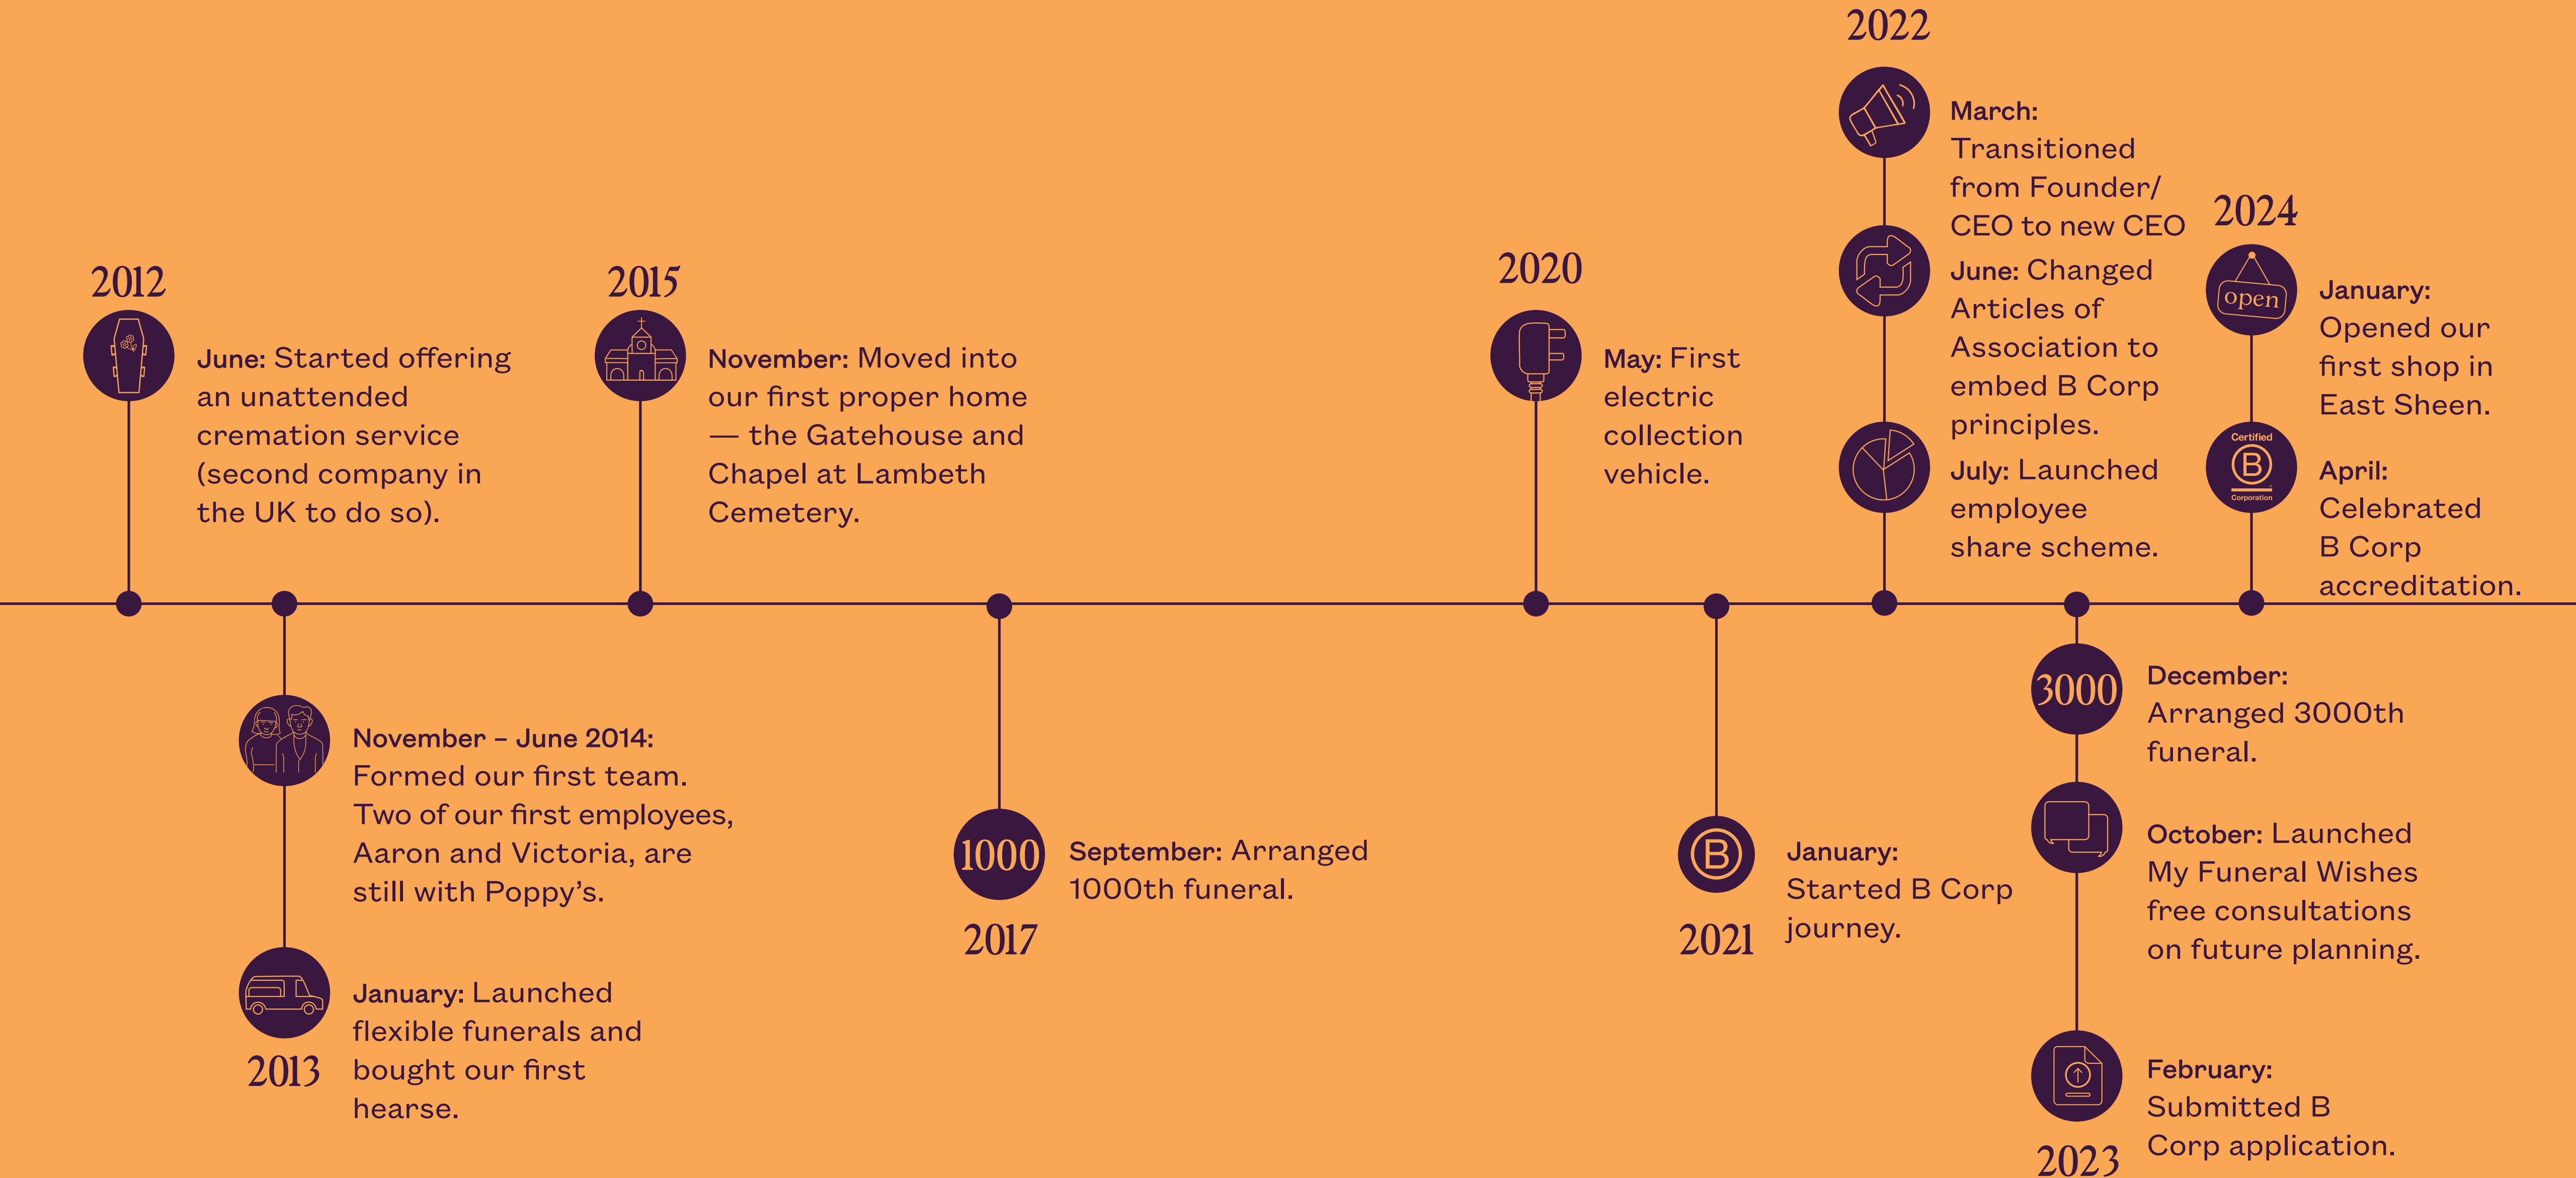 2012
June: Started offering
an unattended
cremation service
(second company in
the UK to do so).
November – June 2014:
Formed our first team.
Two of our first employees,
Aaron and Victoria, are
still with Poppy’s.
January: Launched
flexible funerals and
bought our first
hearse.
2013
2015
November: Moved into
our first proper home
— the Gatehouse and
Chapel at Lambeth
Cemetery.
1000
September: Arranged
1000th funeral.
2017
2020
May: First
electric
collection
vehicle.
B
January:
Started B Corp
journey.
2021
2022
March:
Transitioned
from Founder/
CEO to new CEO
June: Changed
Articles of
Association to
embed B Corp
principles.
July: Launched
employee
share scheme.
3000
December:
Arranged 3000th
funeral.
October: Launched
My Funeral Wishes
free consultations
on future planning.
February:
Submitted B
Corp application.
2023
2024
open
January:
Opened our
first shop in
East Sheen.
Certified
B
Corporation
April:
Celebrated
B Corp
accreditation.